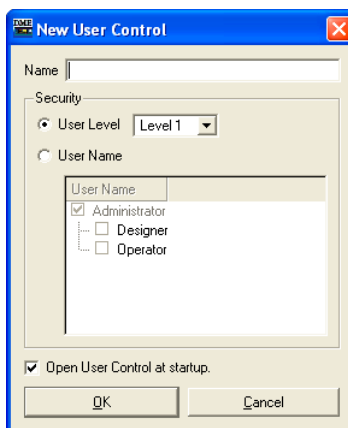 DME
New User Control
Name
Security
User Level Level 1
User Name
User Name
Administrator
Designer
Operator
Open User Control at startup.
OK Cancel